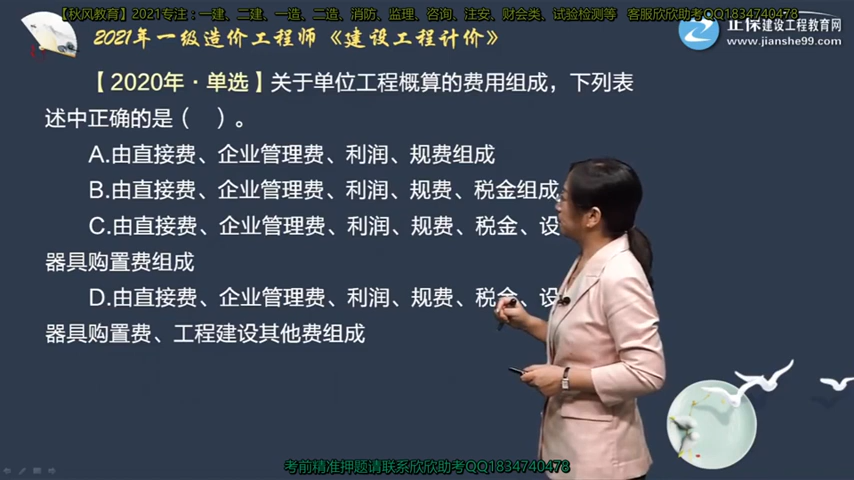 【秋风教育】2021专注：一建、二建、一造、二造、消防、监理、咨询、注安、财会类、试验检测等 客服欣欣助考QQ1834740478
2021年一级造价工程师《建设工程计价》
正保建设工程教育网
www.jianshe99.com
【2020年·单选】关于单位工程概算的费用组成，下列表
述中正确的是（ ）。
A.由直接费、企业管理费、利润、规费组成
B.由直接费、企业管理费、利润、规费、税金组成
C.由直接费、企业管理费、利润、规费、税金、设
器具购置费组成
D.由直接费、企业管理费、利润、规费、税金、设
器具购置费、工程建设其他费组成
考前精准押题请联系欣欣助考QQ1834740478